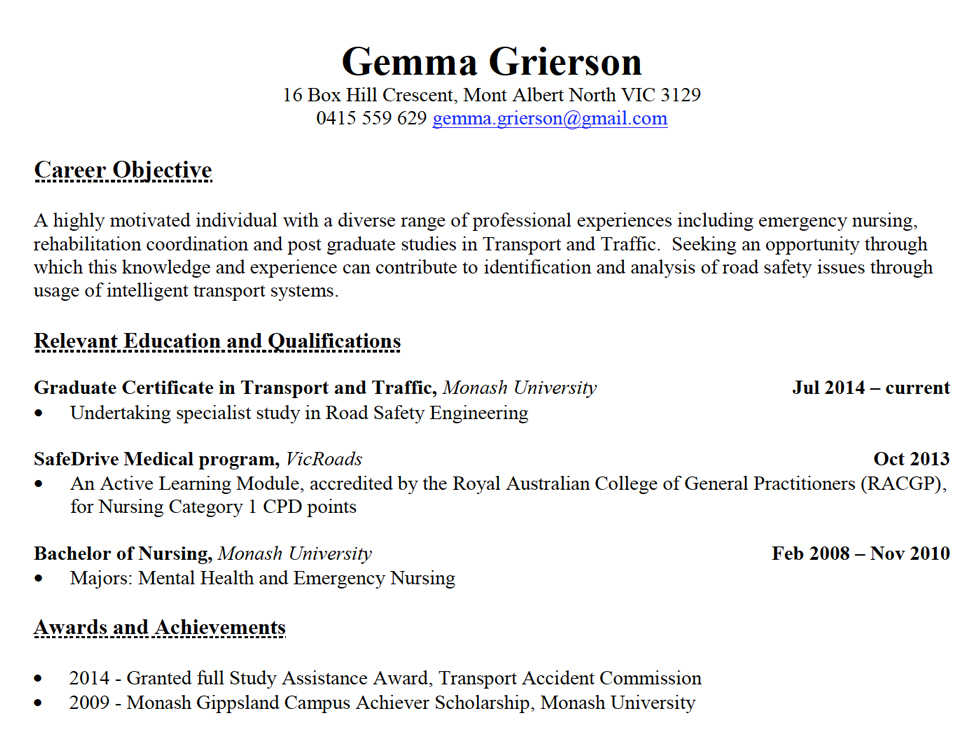 Gemma Grierson
16 Box Hill Crescent, Mont Albert North VIC 3129
0415 559 629 gemma.grierson@gmail.com
Career Objective
A highly motivated individual with a diverse range of professional experiences including emergency nursing,
rehabilitation coordination and post graduate studies in Transport and Traffic.  Seeking an opportunity through
which this knowledge and experience can contribute to identification and analysis of road safety issues through
usage of intelligent transport systems.
Relevant Education and Qualifications
Graduate Certificate in Transport and Traffic, Monash University Jul 2014 – current
• Undertaking specialist study in Road Safety Engineering
SafeDrive Medical program, VicRoads Oct 2013
• An Active Learning Module, accredited by the Royal Australian College of General Practitioners (RACGP),
for Nursing Category 1 CPD points
Bachelor of Nursing, Monash University Feb 2008 – Nov 2010
• Majors: Mental Health and Emergency Nursing
Awards and Achievements
• 2014 - Granted full Study Assistance Award, Transport Accident Commission
• 2009 - Monash Gippsland Campus Achiever Scholarship, Monash University